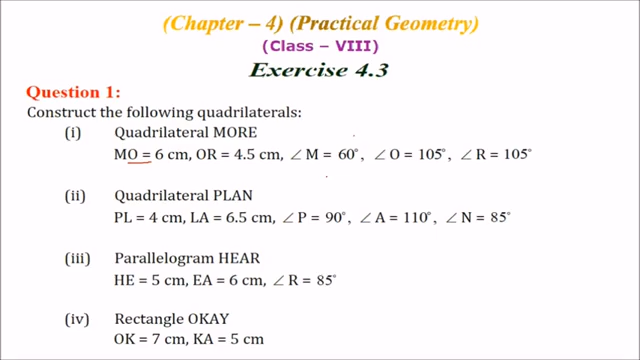 (Chapter – 4) (Practical Geometry)
(Class – VIII)
Exercise 4.3
Question 1:
Construct the following quadrilaterals:
(i) Quadrilateral MORE
MO = 6 cm, OR = 4.5 cm, ∠ M = 60°, ∠ O = 105°, ∠ R = 105°
(ii) Quadrilateral PLAN
PL = 4 cm, LA = 6.5 cm, ∠ P = 90°, ∠ A = 110°, ∠ N = 85°
(iii) Parallelogram HEAR
HE = 5 cm, EA = 6 cm, ∠ R = 85°
(iv) Rectangle OKAY
OK = 7 cm, KA = 5 cm